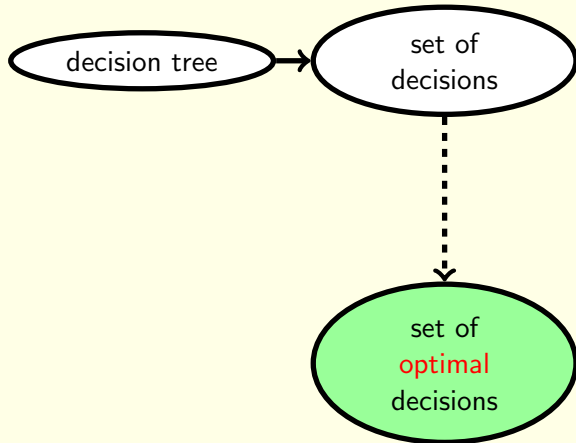 decision tree
set of
decisions
set of
optimal
decisions